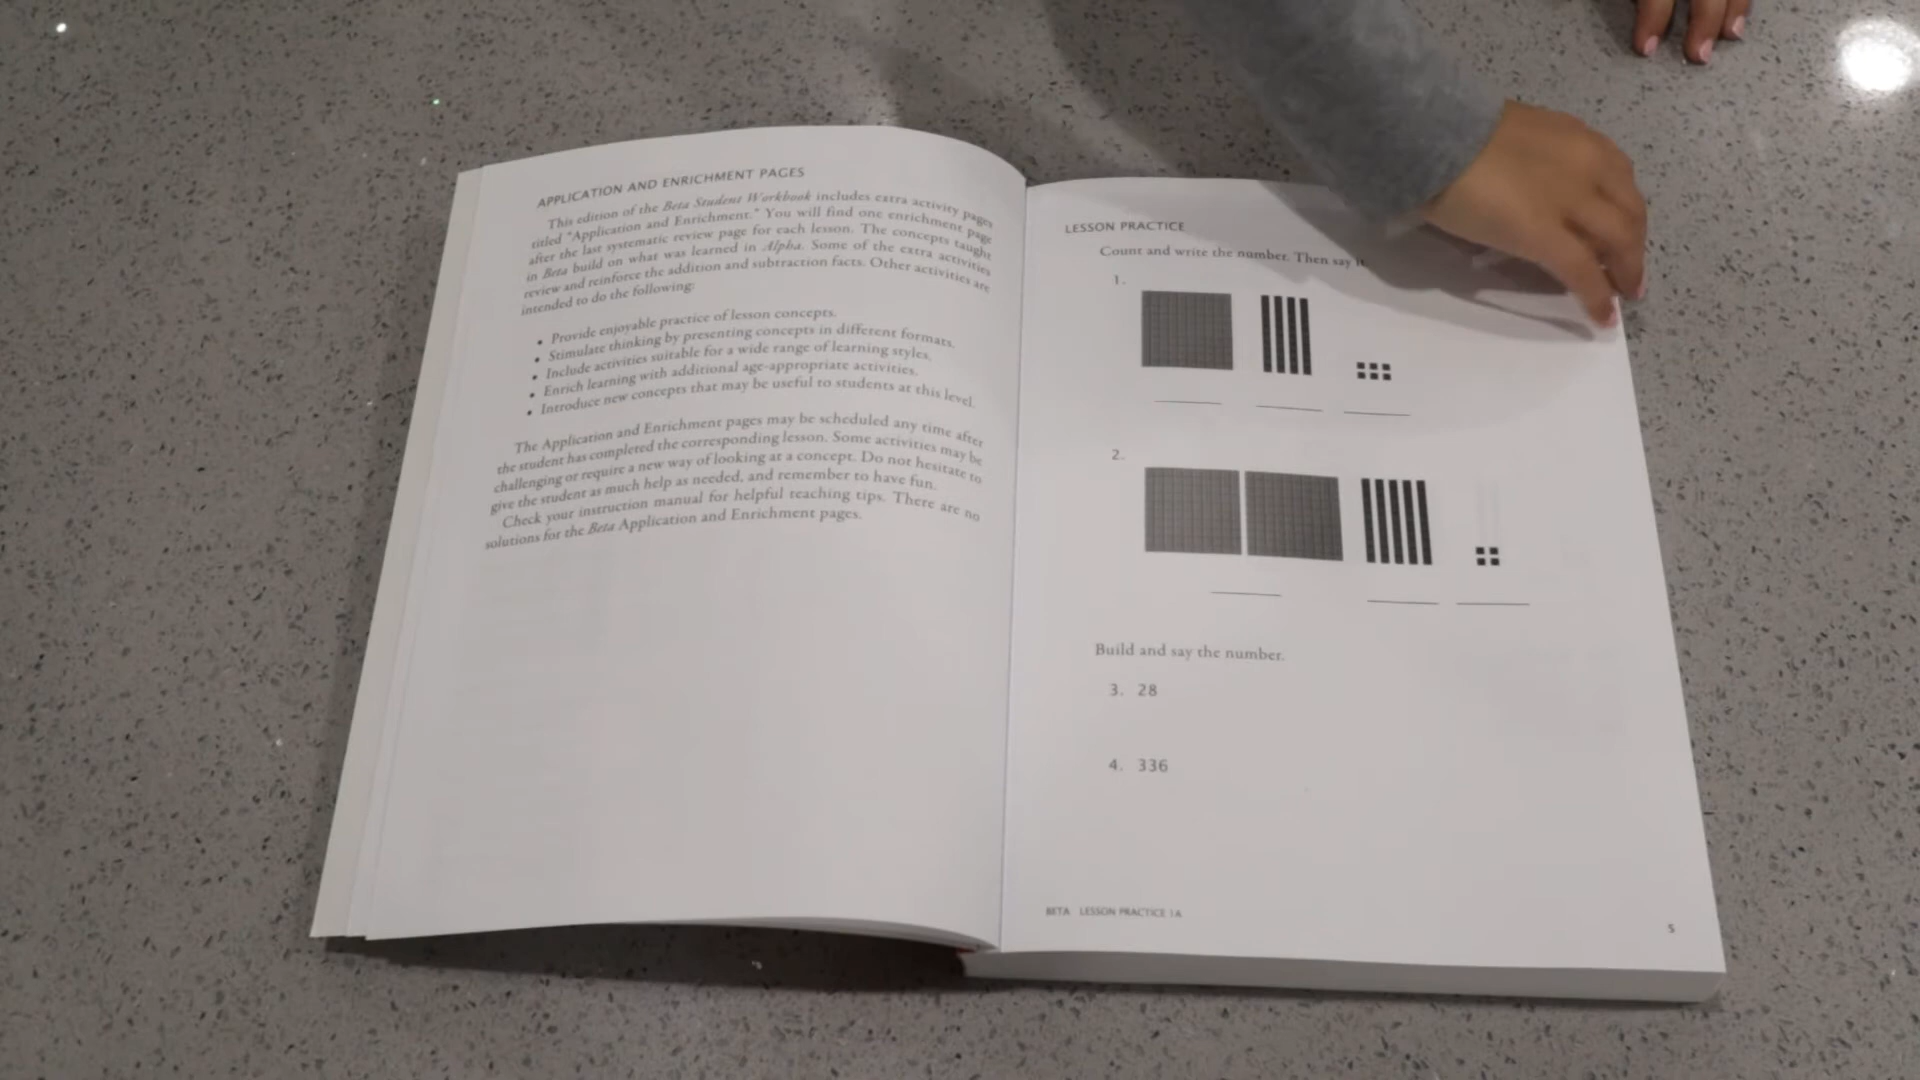 APPLICATION AND ENRICHMENT PAGES
This edition of the Beta Student Workbook includes extra activity pages
titled "Application and Enrichment." You will find one enrichment page
after the last systematic review page for each lesson. The concepts taught
in Beta build on what was learned in Alpha. Some of the extra activities
review and reinforce the addition and subtraction facts. Other activities are
intended to do the following:
• Provide enjoyable practice of lesson concepts.
• Stimulate thinking by presenting concepts in different formats.
• Include activities suitable for a wide range of learning styles.
• Enrich learning with additional age-appropriate activities.
• Introduce new concepts that may be useful to students at this level.
The Application and Enrichment pages may be scheduled any time after
the student has completed the corresponding lesson. Some activities may be
challenging or require a new way of looking at a concept. Do not hesitate to
give the student as much help as needed, and remember to have fun.
Check your instruction manual for helpful teaching tips. There are no
solutions for the Beta Application and Enrichment pages.
LESSON PRACTICE
Count and write the number. Then say it
1.
2.
Build and say the number.
3. 28
4. 336
BETA LESSON PRACTICE 1A
5